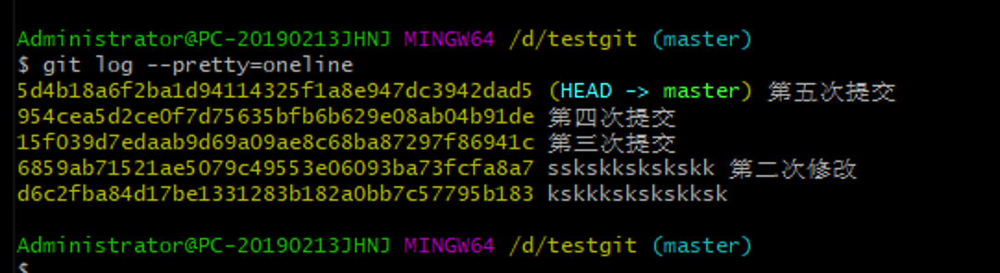 Administrator@PC-20190213JHNJ MINGW64 /d/testgit (master)
$ git log --pretty=oneline
5d4b18a6f2ba1d94114325f1a8e947dc3942dad5 (HEAD -> master) 第五次提交
954cea5d2ce0f7d75635bfb6b629e08ab04b91de 第四次提交
15f039d7edaab9d69a09ae8c68ba87297f86941c 第三次提交
6859ab71521ae5079c49553e06093ba73fcfa8a7 sskskkskskskk 第二次修改
d6c2fba84d17be1331283b182a0bb7c57795b183 kskkkskskskksk
Administrator@PC-20190213JHNJ MINGW64 /d/testgit (master)
$